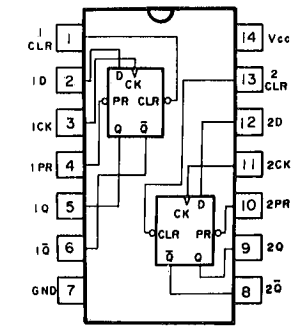 1 CLR 1 14 Vcc
1D 2 13 2 CLR
D CK
PR CLR
Q Q̅
1CK 3 12 2D
1PR 4 11 2CK
1Q 5 10 2PR
CK D
CLR PR
Q̅ Q
1Q̅ 6 9 2Q
GND 7 8 2Q̅